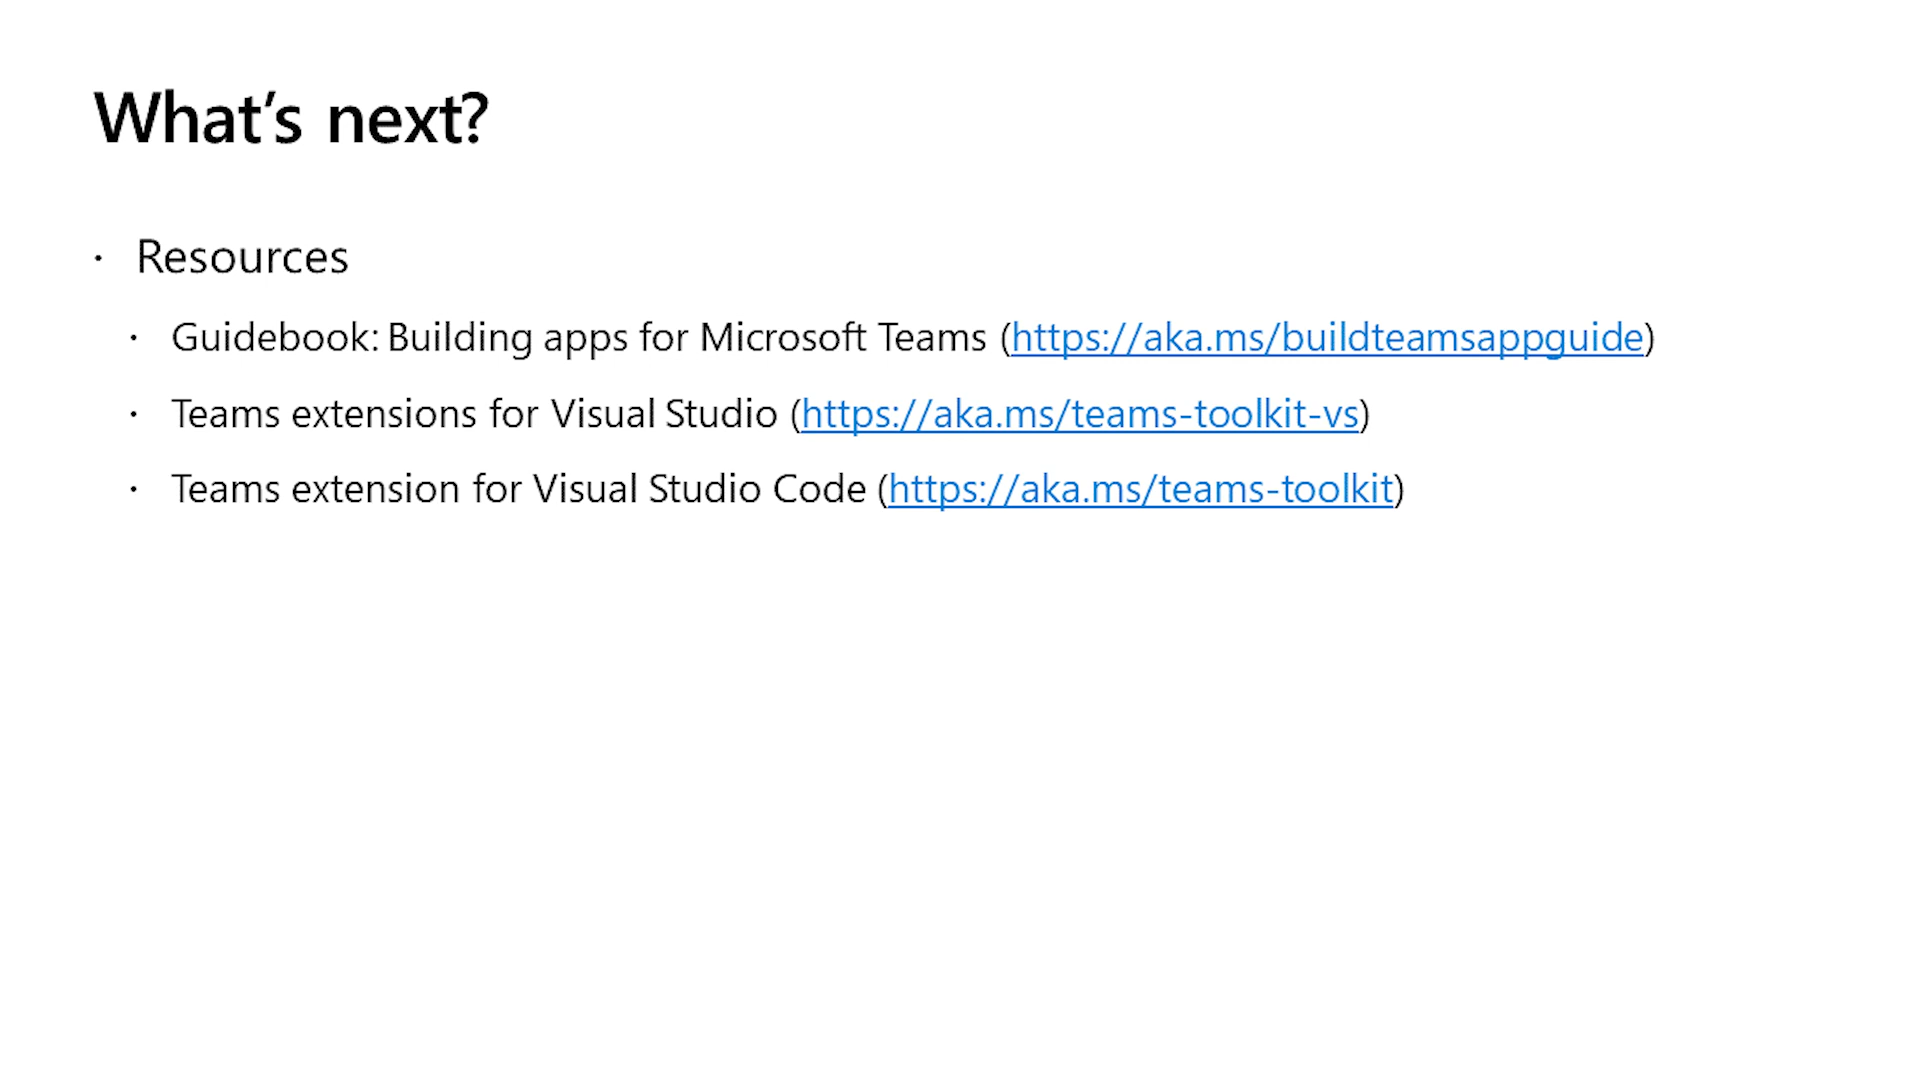 What's next?
· Resources
· Guidebook: Building apps for Microsoft Teams (https://aka.ms/buildteamsappguide)
· Teams extensions for Visual Studio (https://aka.ms/teams-toolkit-vs)
· Teams extension for Visual Studio Code (https://aka.ms/teams-toolkit)